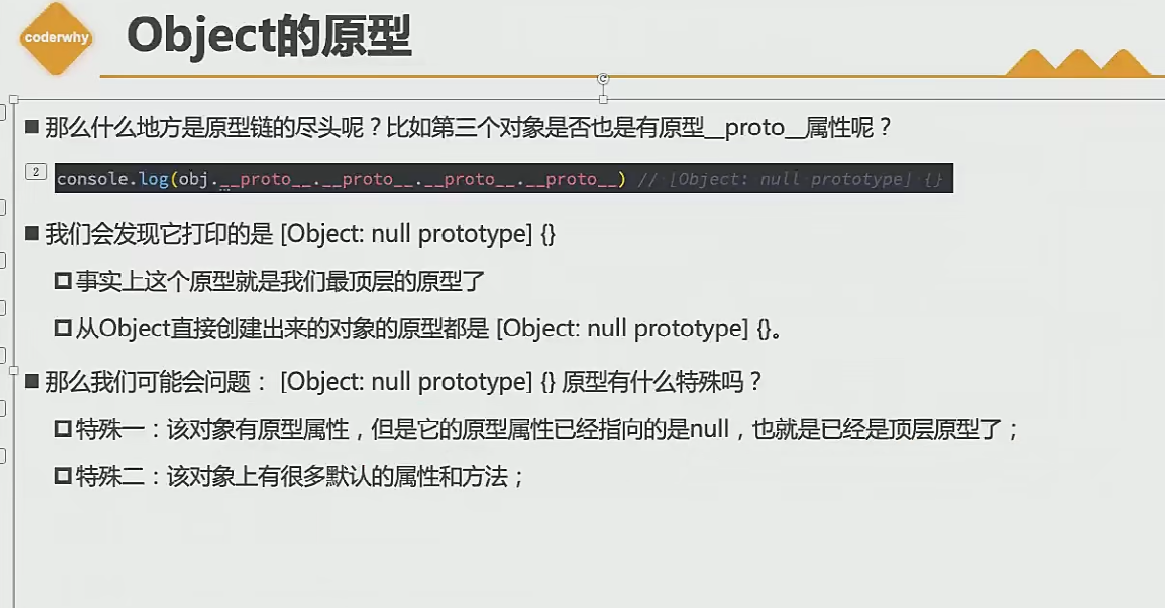 coderwhy
Object的原型
那么什么地方是原型链的尽头呢？比如第三个对象是否也是有原型__proto__属性呢？
2
console.log(obj.__proto__.__proto__.__proto__.__proto__) // [Object: null prototype] {}
我们会发现它打印的是 [Object: null prototype] {}
事实上这个原型就是我们最顶层的原型了
从Object直接创建出来的对象的原型都是 [Object: null prototype] {}。
那么我们可能会问题： [Object: null prototype] {} 原型有什么特殊吗？
特殊一：该对象有原型属性，但是它的原型属性已经指向的是null，也就是已经是顶层原型了；
特殊二：该对象上有很多默认的属性和方法；